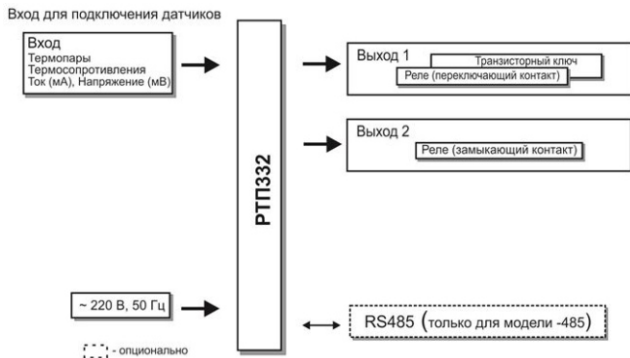 Вход для подключения датчиков
Вход
Термопары
Термосопротивления
Ток (мА), Напряжение (мВ)
РТП332
Выход 1
Транзисторный ключ
Реле (переключающий контакт)
Выход 2
Реле (замыкающий контакт)
~ 220 В, 50 Гц
RS485 (только для модели -485)
- опционально